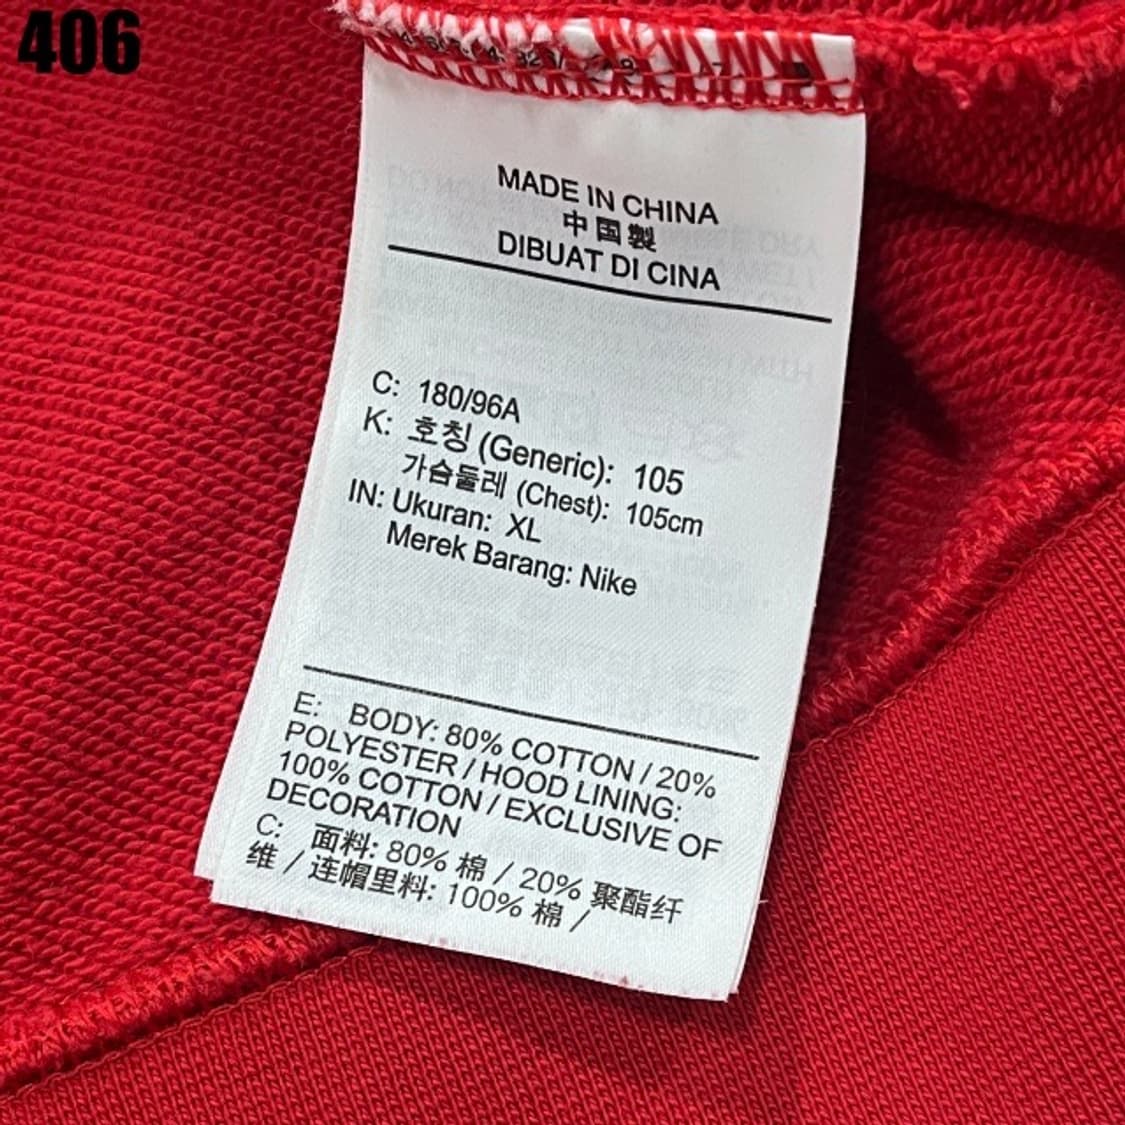 406
MADE IN CHINA
中国製
DIBUAT DI CINA
C: 180/96A
K: 호칭 (Generic): 105
가슴둘레 (Chest): 105cm
IN: Ukuran: XL
Merek Barang: Nike
E: BODY: 80% COTTON / 20%
POLYESTER / HOOD LINING:
100% COTTON / EXCLUSIVE OF
DECORATION
C: 面料: 80% 棉 / 20% 聚酯纤
维 / 连帽里料: 100% 棉 /